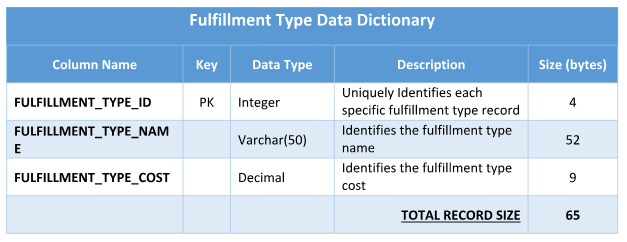 Fulfillment Type Data Dictionary
Column Name Key Data Type Description Size (bytes)
FULFILLMENT_TYPE_ID PK Integer Uniquely Identifies each 4
specific fulfillment type record
FULFILLMENT_TYPE_NAM Varchar(50) Identifies the fulfillment type 52
E name
FULFILLMENT_TYPE_COST Decimal Identifies the fulfillment type 9
cost
TOTAL RECORD SIZE 65